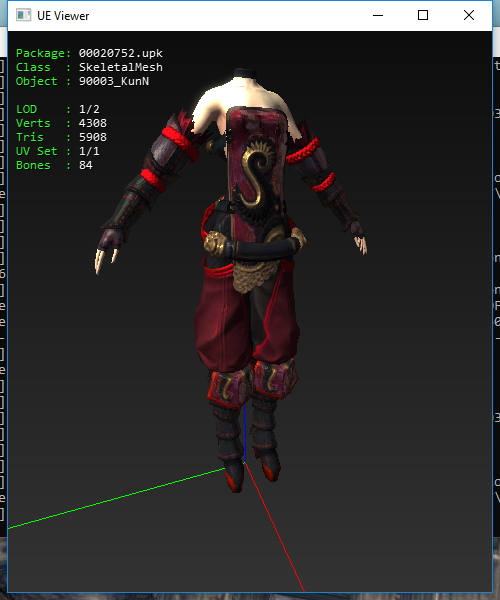 UE Viewer
Package: 00020752.upk
Class : SkeletalMesh
Object : 90003_KunN
LOD : 1/2
Verts : 4308
Tris : 5908
UV Set : 1/1
Bones : 84